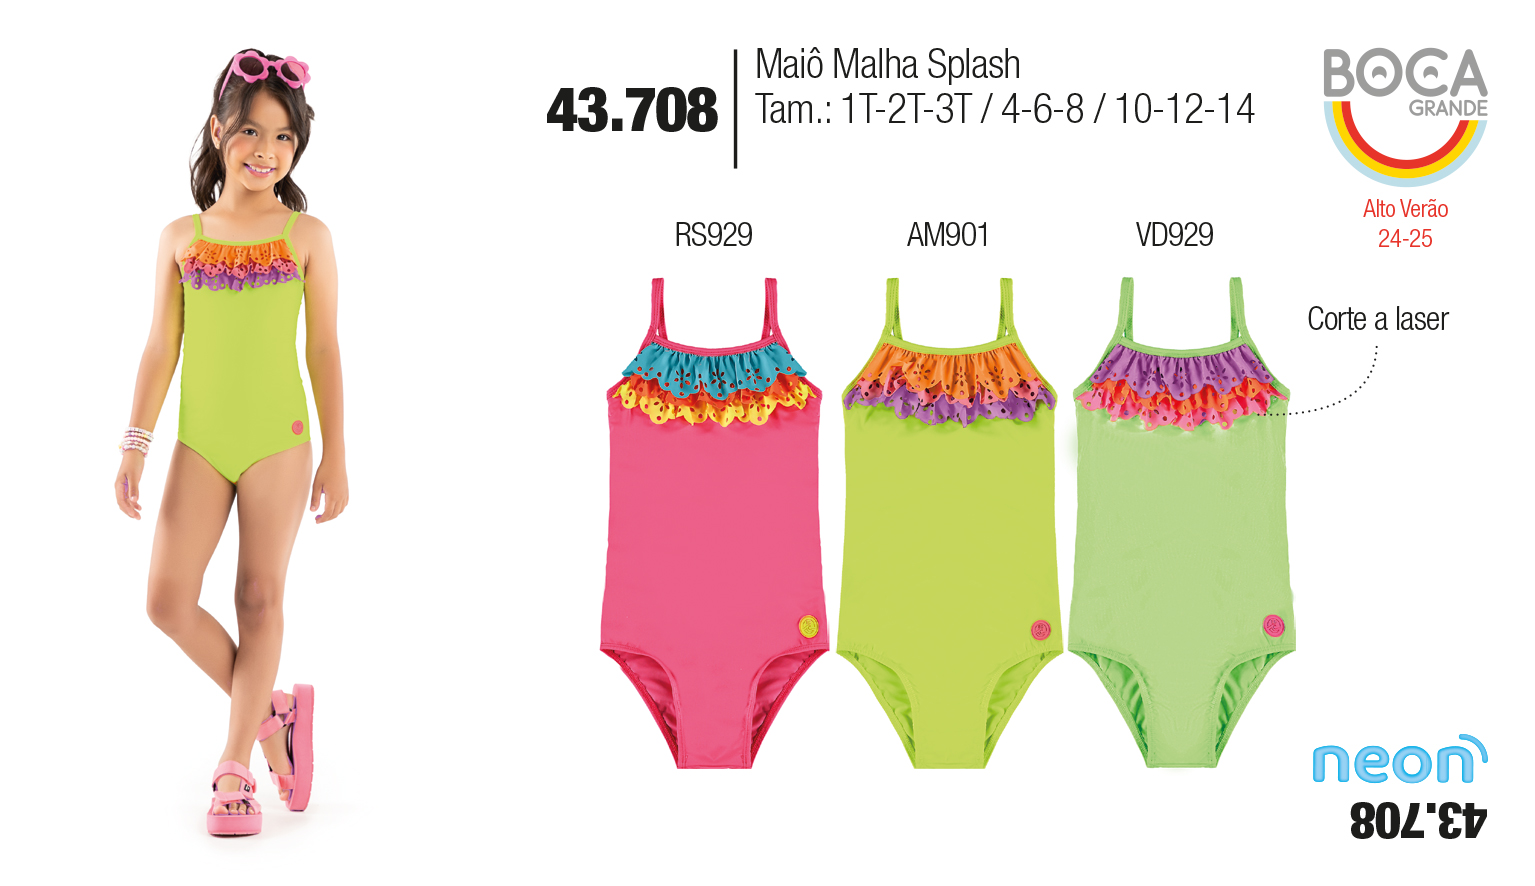 43.708
Maiô Malha Splash
Tam.: 1T-2T-3T / 4-6-8 / 10-12-14
BOCA
GRANDE
Alto Verão
24-25
RS929
AM901
VD929
Corte a laser
neon
43.708